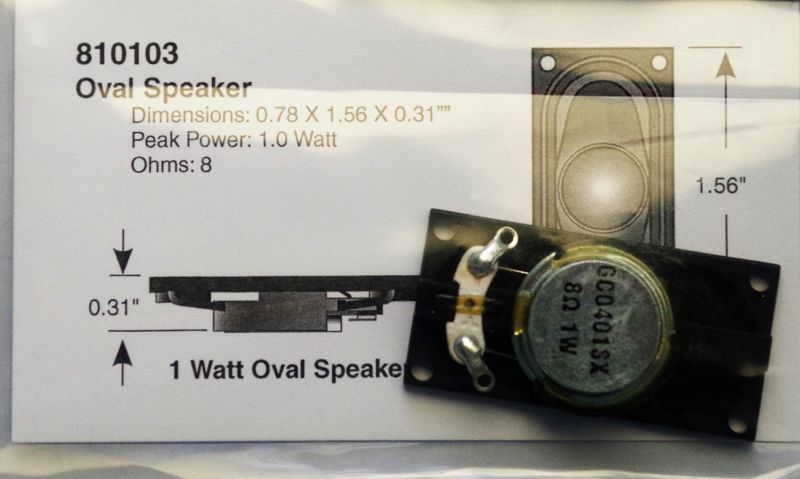 810103
Oval Speaker
Dimensions: 0.78 X 1.56 X 0.31””
Peak Power: 1.0 Watt
Ohms: 8
1.56"
0.31"
1 Watt Oval Speaker
GC0401SX
8Ω 1W